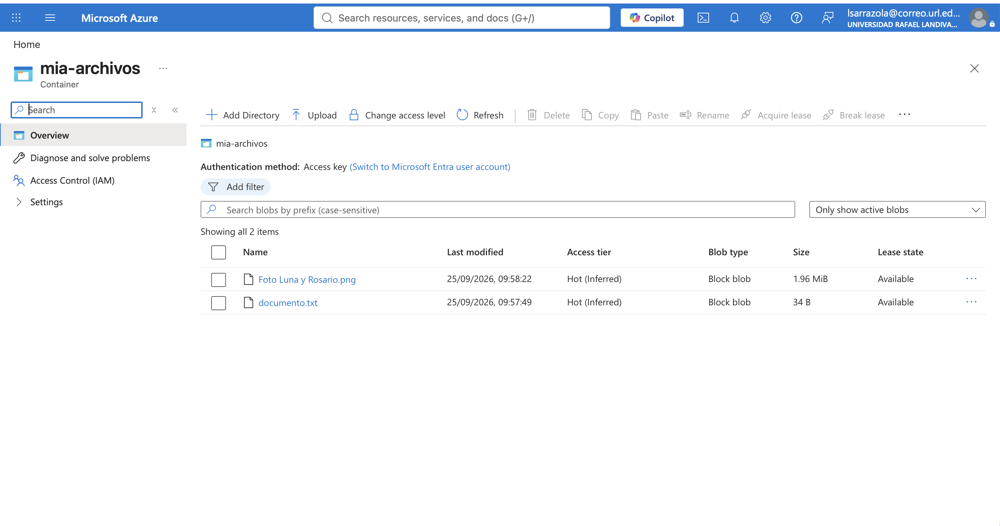 Microsoft Azure
Search resources, services, and docs (G+/)
Copilot
lsarrazola@correo.url.ed...
UNIVERSIDAD RAFAEL LANDIVA...
Home
mia-archivos
...
Container
Search
Add Directory
Upload
Change access level
Refresh
Delete
Copy
Paste
Rename
Acquire lease
Break lease
...
Overview
Diagnose and solve problems
Access Control (IAM)
Settings
mia-archivos
Authentication method: Access key (Switch to Microsoft Entra user account)
Add filter
Search blobs by prefix (case-sensitive)
Only show active blobs
Showing all 2 items
Name Last modified Access tier Blob type Size Lease state
Foto Luna y Rosario.png 25/09/2026, 09:58:22 Hot (Inferred) Block blob 1.96 MiB Available ...
documento.txt 25/09/2026, 09:57:49 Hot (Inferred) Block blob 34 B Available ...